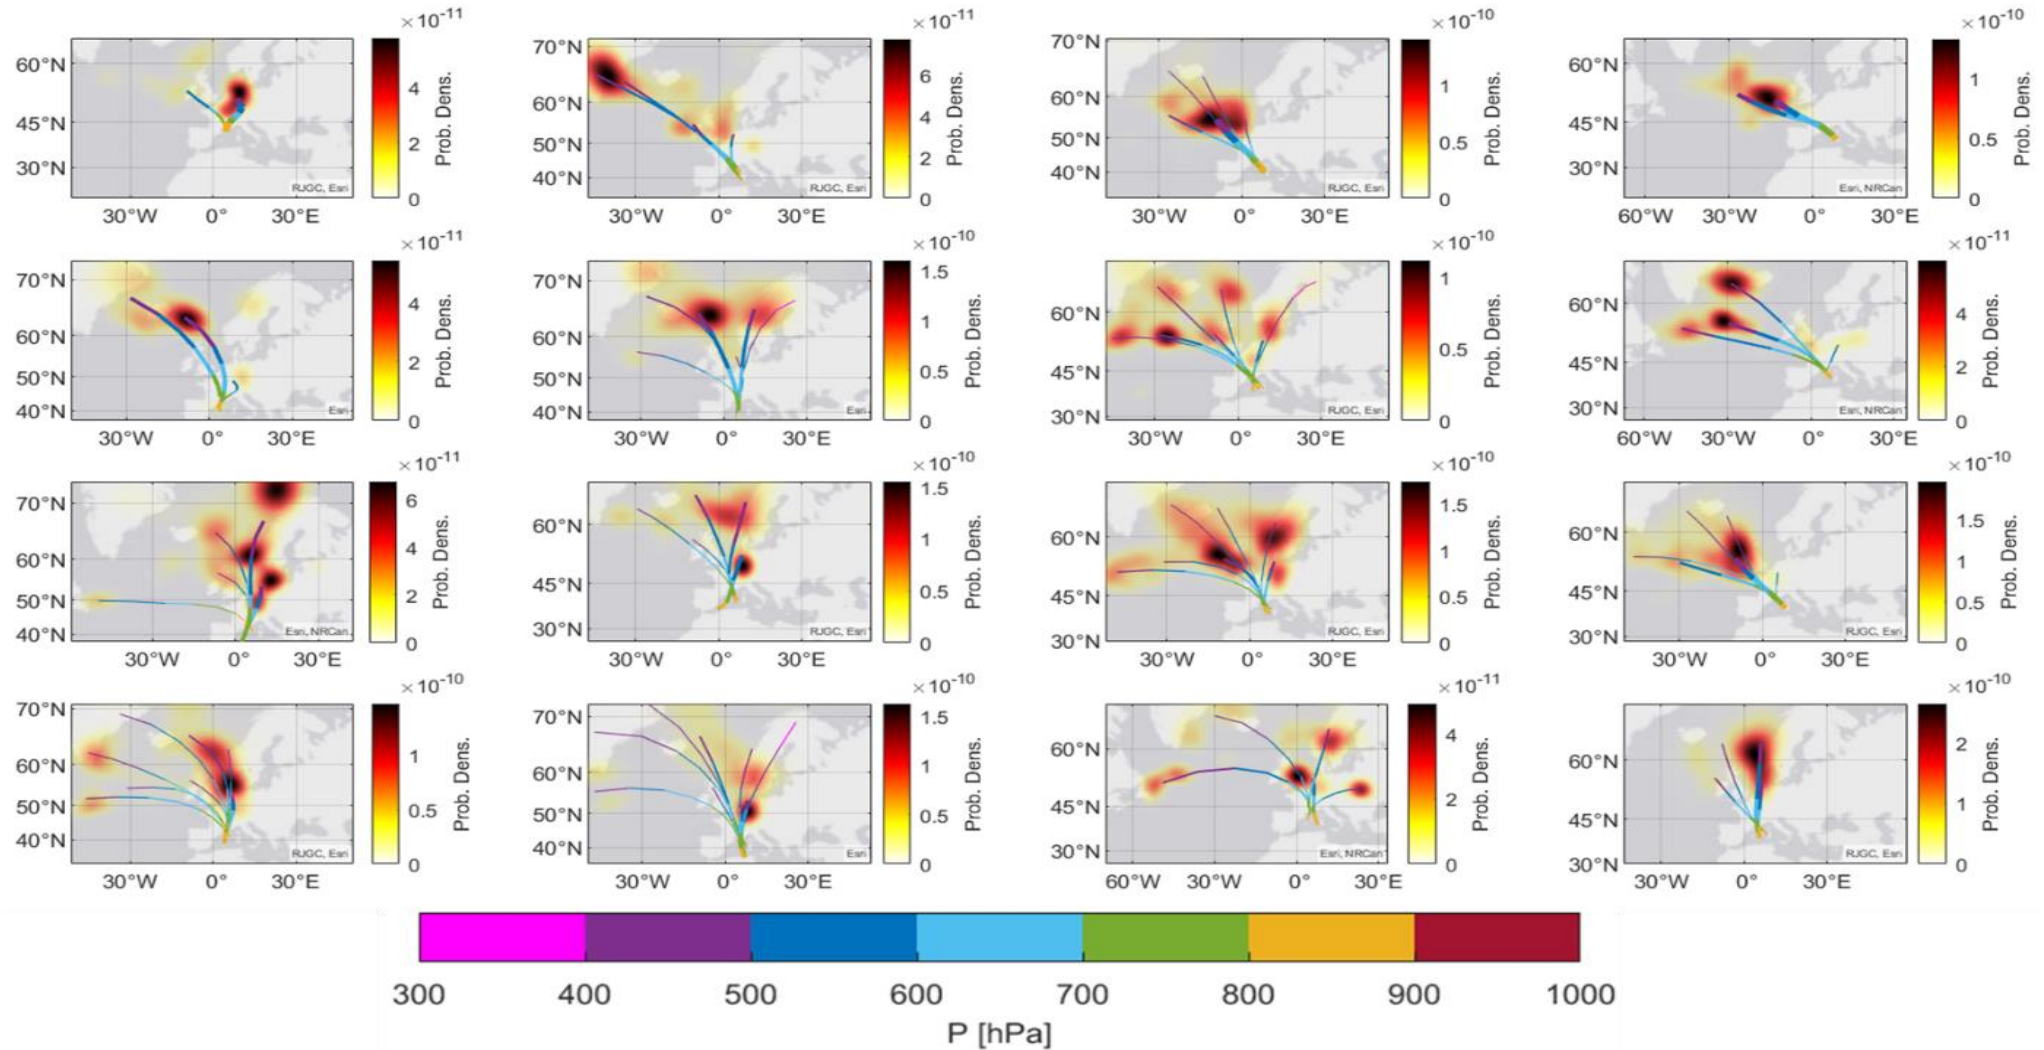 ×10-11 ×10-11 ×10-10 ×10-10
60°N 45°N 30°N 30°W 0° 30°E RJGC, Esri 4 2 0 Prob. Dens.
70°N 60°N 50°N 40°N 30°W 0° 30°E RJGC, Esri 6 4 2 0 Prob. Dens.
70°N 60°N 50°N 40°N 30°W 0° 30°E RJGC, Esri 1 0.5 0 Prob. Dens.
60°N 45°N 30°N 60°W 30°W 0° 30°E Esri, NRCan 1 0.5 0 Prob. Dens.
×10-11 ×10-10 ×10-10 ×10-11
70°N 60°N 50°N 40°N 30°W 0° 30°E Esri 4 2 0 Prob. Dens.
70°N 60°N 50°N 40°N 30°W 0° 30°E RJGC, Esri 1.5 1 0.5 0 Prob. Dens.
60°N 45°N 30°N 30°W 0° 30°E RJGC, Esri 1 0.5 0 Prob. Dens.
60°N 45°N 30°N 60°W 30°W 0° 30°E Esri, NRCan 4 2 0 Prob. Dens.
×10-11 ×10-10 ×10-10 ×10-10
70°N 60°N 50°N 40°N 30°W 0° 30°E Esri, NRCan 6 4 2 0 Prob. Dens.
60°N 45°N 30°N 30°W 0° 30°E RJGC, Esri 1.5 1 0.5 0 Prob. Dens.
60°N 45°N 30°N 30°W 0° 30°E RJGC, Esri 1.5 1 0.5 0 Prob. Dens.
60°N 45°N 30°N 30°W 0° 30°E RJGC, Esri 1.5 1 0.5 0 Prob. Dens.
×10-10 ×10-10 ×10-11 ×10-10
70°N 60°N 50°N 40°N 30°W 0° 30°E RJGC, Esri 1 0.5 0 Prob. Dens.
70°N 60°N 50°N 40°N 30°W 0° 30°E Esri 1.5 1 0.5 0 Prob. Dens.
60°N 45°N 30°N 60°W 30°W 0° 30°E Esri, NRCan 4 2 0 Prob. Dens.
60°N 45°N 30°N 30°W 0° 30°E RJGC, Esri 2 1 0 Prob. Dens.
300 400 500 600 700 800 900 1000
P [hPa]